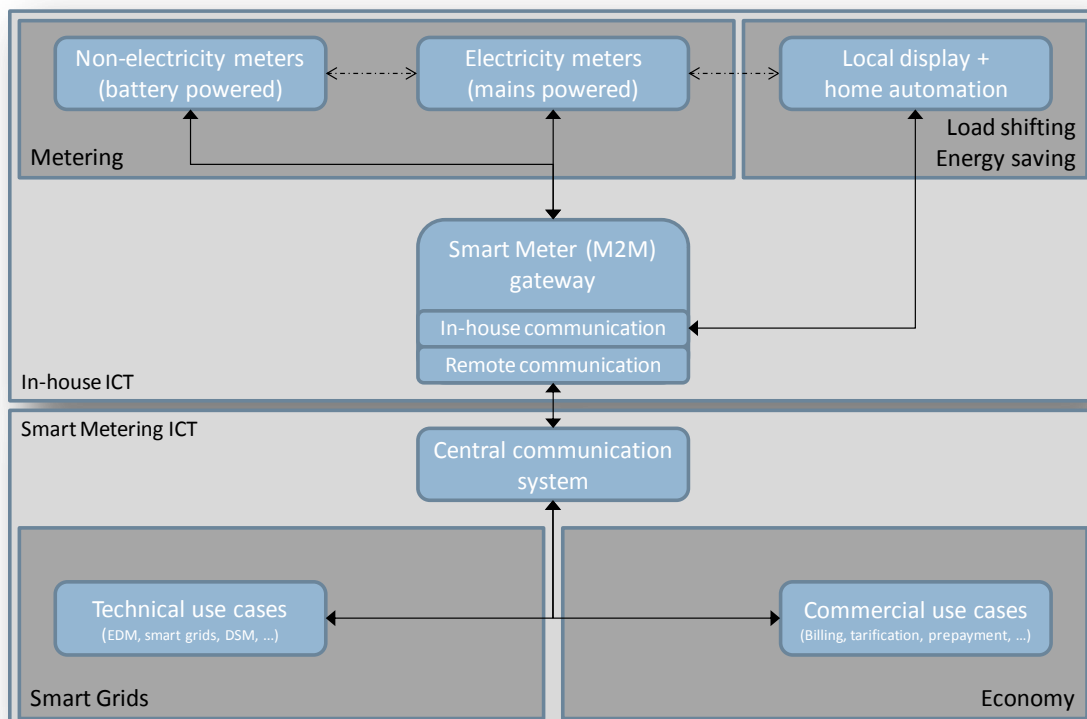 Non-electricity meters
(battery powered)
Electricity meters
(mains powered)
Local display +
home automation
Metering
Load shifting
Energy saving
Smart Meter (M2M)
gateway
In-house communication
Remote communication
In-house ICT
Smart Metering ICT
Central communication
system
Technical use cases
(EDM, smart grids, DSM, ...)
Commercial use cases
(Billing, tarification, prepayment, ...)
Smart Grids
Economy